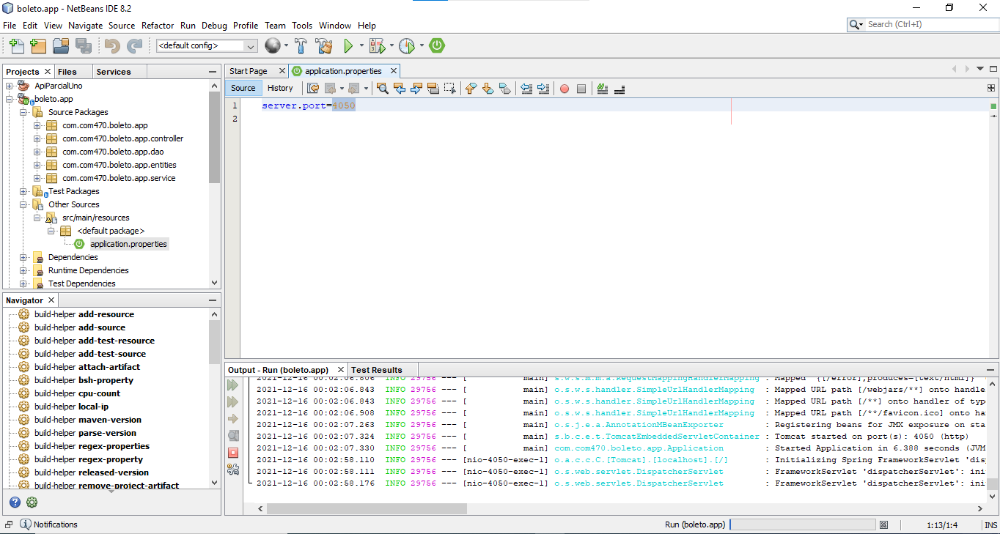 boleto.app - NetBeans IDE 8.2
File Edit View Navigate Source Refactor Run Debug Profile Team Tools Window Help
Search (Ctrl+I)
<default config>
Projects Files Services
ApiParcialUno
boleto.app
Source Packages
com.com470.boleto.app
com.com470.boleto.app.controller
com.com470.boleto.app.dao
com.com470.boleto.app.entities
com.com470.boleto.app.service
Test Packages
Other Sources
src/main/resources
<default package>
application.properties
Dependencies
Runtime Dependencies
Test Dependencies
Navigator
build-helper add-resource
build-helper add-source
build-helper add-test-resource
build-helper add-test-source
build-helper attach-artifact
build-helper bsh-property
build-helper cpu-count
build-helper local-ip
build-helper maven-version
build-helper parse-version
build-helper regex-properties
build-helper regex-property
build-helper released-version
build-helper remove-project-artifact
Start Page application.properties
Source History
1 server.port=4050
2
Output - Run (boleto.app) Test Results
2021-12-16 00:02:06.806 INFO 29756 --- [ main] s.w.s.m.m.a.RequestMappingHandlerMapping : Mapped "{[/error],produces=[text/html]}"
2021-12-16 00:02:06.843 INFO 29756 --- [ main] o.s.w.s.handler.SimpleUrlHandlerMapping : Mapped URL path [/webjars/**] onto handle
2021-12-16 00:02:06.843 INFO 29756 --- [ main] o.s.w.s.handler.SimpleUrlHandlerMapping : Mapped URL path [/**] onto handler of typ
2021-12-16 00:02:06.908 INFO 29756 --- [ main] o.s.w.s.handler.SimpleUrlHandlerMapping : Mapped URL path [/**/favicon.ico] onto ha
2021-12-16 00:02:07.263 INFO 29756 --- [ main] o.s.j.e.a.AnnotationMBeanExporter : Registering beans for JMX exposure on sta
2021-12-16 00:02:07.324 INFO 29756 --- [ main] s.b.c.e.t.TomcatEmbeddedServletContainer : Tomcat started on port(s): 4050 (http)
2021-12-16 00:02:07.330 INFO 29756 --- [ main] com.com470.boleto.app.Application : Started Application in 6.388 seconds (JVM
2021-12-16 00:02:58.110 INFO 29756 --- [nio-4050-exec-1] o.a.c.c.C.[Tomcat].[localhost].[/] : Initializing Spring FrameworkServlet 'dis
2021-12-16 00:02:58.111 INFO 29756 --- [nio-4050-exec-1] o.s.web.servlet.DispatcherServlet : FrameworkServlet 'dispatcherServlet': ini
2021-12-16 00:02:58.176 INFO 29756 --- [nio-4050-exec-1] o.s.web.servlet.DispatcherServlet : FrameworkServlet 'dispatcherServlet': ini
Notifications
Run (boleto.app)
1:13/1:4 INS